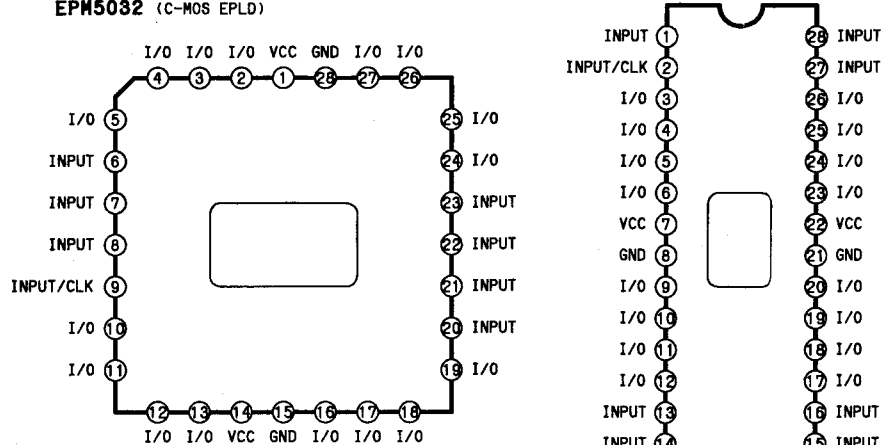 EPM5032 (C-MOS EPLD)
I/O I/O I/O VCC GND I/O I/O
4 3 2 1 28 27 26
I/O 5 25 I/O
INPUT 6 24 I/O
INPUT 7 23 INPUT
INPUT 8 22 INPUT
INPUT/CLK 9 21 INPUT
I/O 10 20 INPUT
I/O 11 19 I/O
12 13 14 15 16 17 18
I/O I/O VCC GND I/O I/O I/O
INPUT 1 28 INPUT
INPUT/CLK 2 27 INPUT
I/O 3 26 I/O
I/O 4 25 I/O
I/O 5 24 I/O
I/O 6 23 I/O
VCC 7 22 VCC
GND 8 21 GND
I/O 9 20 I/O
I/O 10 19 I/O
I/O 11 18 I/O
I/O 12 17 I/O
INPUT 13 16 INPUT
INPUT 14 15 INPUT